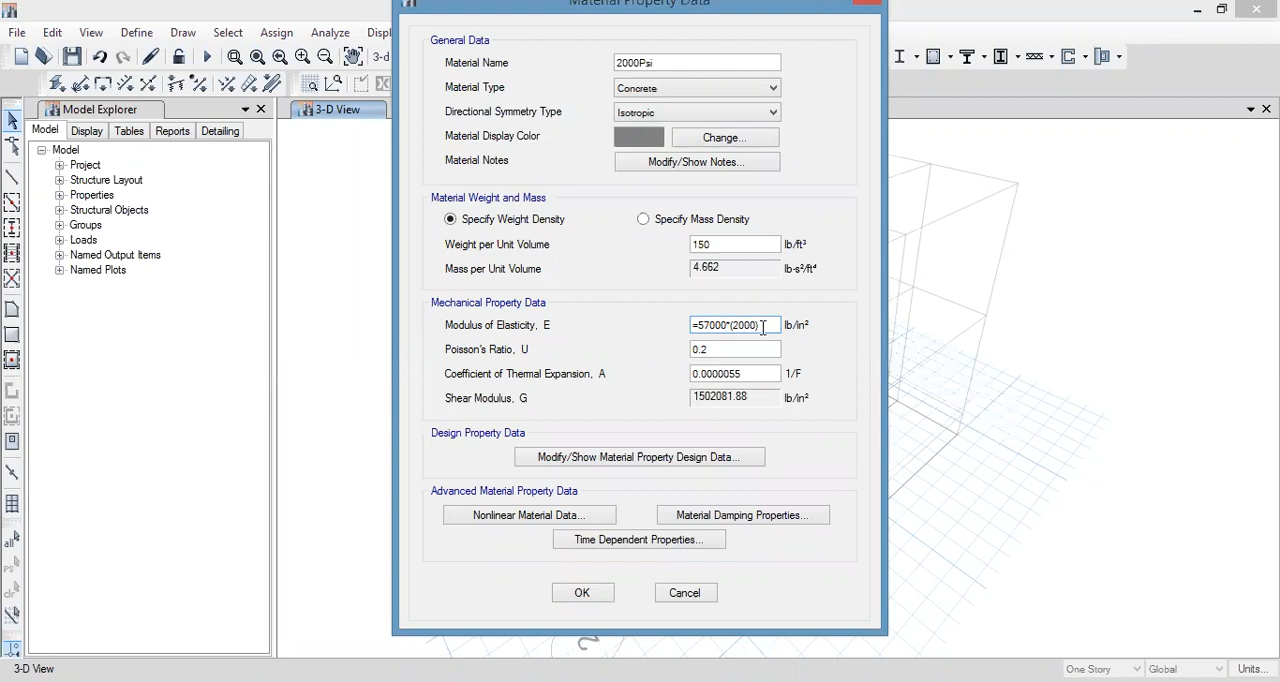 Material Property Data
File Edit View Define Draw Select Assign Analyze Displ
3-d
Model Explorer
3-D View
Model Display Tables Reports Detailing
Model
Project
Structure Layout
Properties
Structural Objects
Groups
Loads
Named Output Items
Named Plots
General Data
Material Name 2000Psi
Material Type Concrete
Directional Symmetry Type Isotropic
Material Display Color Change...
Material Notes Modify/Show Notes...
Material Weight and Mass
Specify Weight Density Specify Mass Density
Weight per Unit Volume 150 lb/ft³
Mass per Unit Volume 4.662 lb-s²/ft⁴
Mechanical Property Data
Modulus of Elasticity, E =57000*(2000) lb/in²
Poisson's Ratio, U 0.2
Coefficient of Thermal Expansion, A 0.0000055 1/F
Shear Modulus, G 1502081.88 lb/in²
Design Property Data
Modify/Show Material Property Design Data...
Advanced Material Property Data
Nonlinear Material Data... Material Damping Properties...
Time Dependent Properties...
OK Cancel
all
3-D View One Story Global Units...